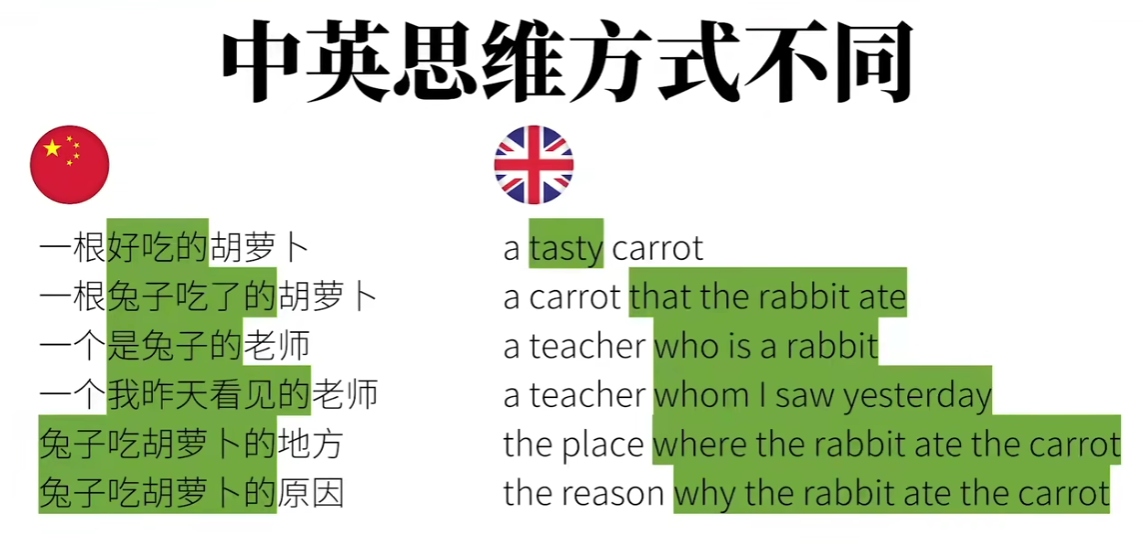 中英思维方式不同
一根好吃的胡萝卜
一根兔子吃了的胡萝卜
一个是兔子的老师
一个我昨天看见的老师
兔子吃胡萝卜的地方
兔子吃胡萝卜的原因
a tasty carrot
a carrot that the rabbit ate
a teacher who is a rabbit
a teacher whom I saw yesterday
the place where the rabbit ate the carrot
the reason why the rabbit ate the carrot